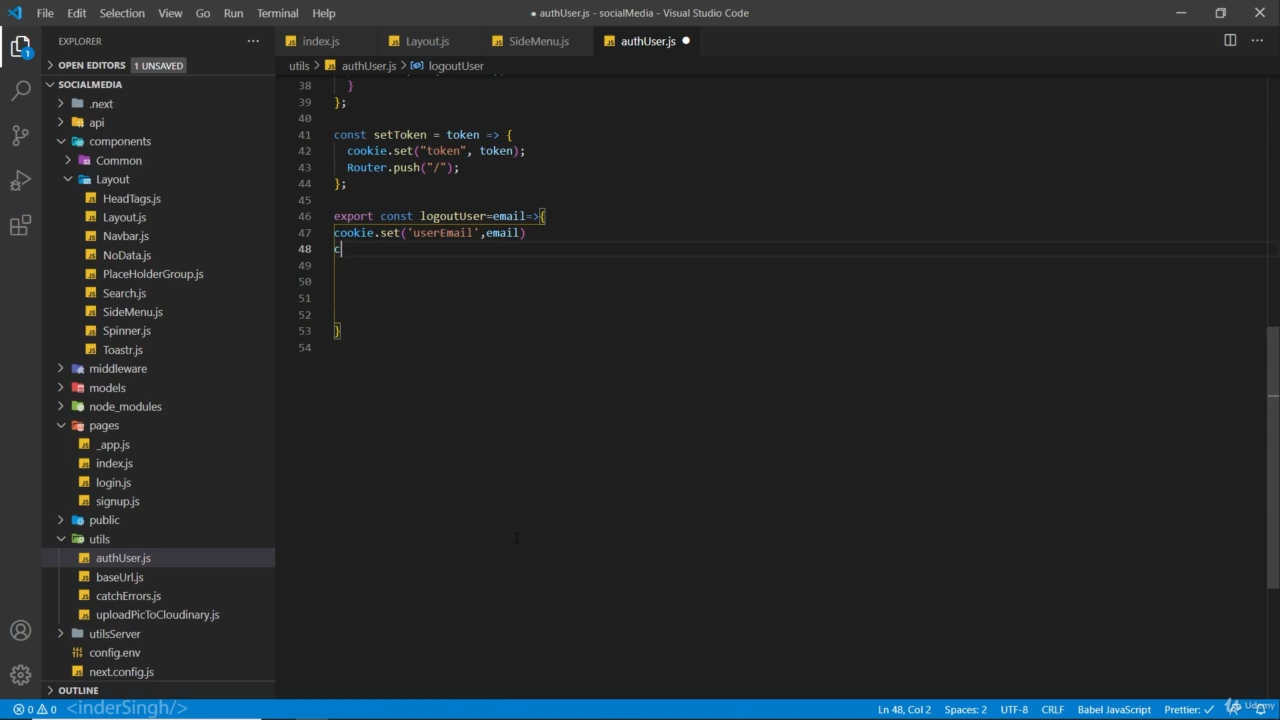 File Edit Selection View Go Run Terminal Help
● authUser.js - socialMedia - Visual Studio Code
EXPLORER
index.js
Layout.js
SideMenu.js
authUser.js
OPEN EDITORS 1 UNSAVED
utils > authUser.js > logoutUser
SOCIALMEDIA
.next
api
components
Common
Layout
HeadTags.js
Layout.js
Navbar.js
NoData.js
PlaceHolderGroup.js
Search.js
SideMenu.js
Spinner.js
Toastr.js
middleware
models
node_modules
pages
_app.js
index.js
login.js
signup.js
public
utils
authUser.js
baseUrl.js
catchErrors.js
uploadPicToCloudinary.js
utilsServer
config.env
next.config.js
OUTLINE
1
38 }
39 };
40
41 const setToken = token => {
42 cookie.set("token", token);
43 Router.push("/");
44 };
45
46 export const logoutUser=email=>{
47 cookie.set('userEmail',email)
48 c
49
50
51
52
53 }
54
0 0 <inderSingh/>
Ln 48, Col 2 Spaces: 2 UTF-8 CRLF Babel JavaScript Prettier: ✓
Udemy